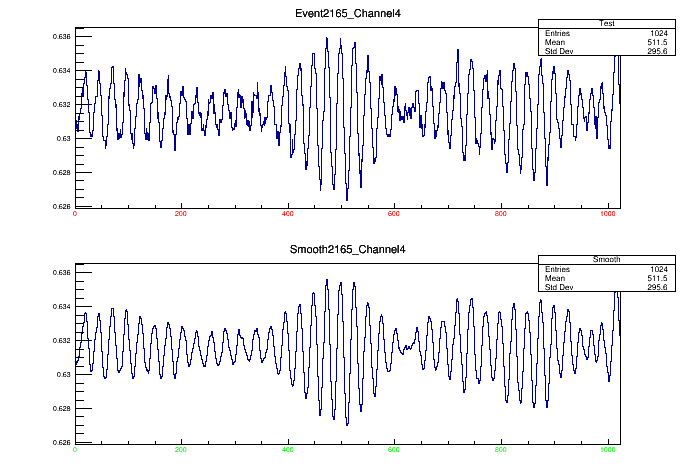 Event2165_Channel4
Test
Entries 1024
Mean 511.5
Std Dev 295.6
0.636
0.634
0.632
0.63
0.628
0.626
0 200 400 600 800 1000
Smooth2165_Channel4
Smooth
Entries 1024
Mean 511.5
Std Dev 295.6
0.636
0.634
0.632
0.63
0.628
0.626
0 200 400 600 800 1000